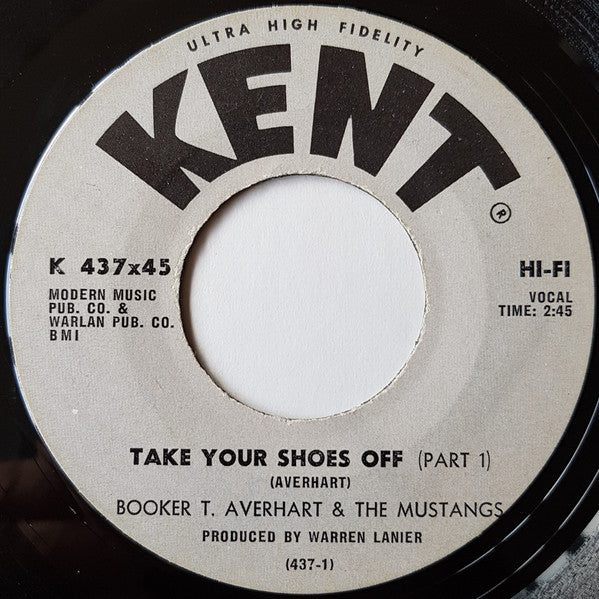 ULTRA HIGH FIDELITY
KENT
®
K 437x45
HI-FI
MODERN MUSIC
PUB. CO. &
WARLAN PUB. CO.
BMI
VOCAL
TIME: 2:45
TAKE YOUR SHOES OFF (PART 1)
(AVERHART)
BOOKER T. AVERHART & THE MUSTANGS
PRODUCED BY WARREN LANIER
(437-1)